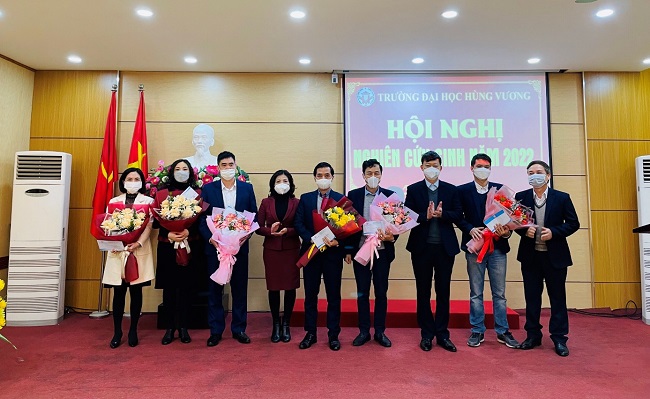 TRƯỜNG ĐẠI HỌC HÙNG VƯƠNG
HỘI NGHỊ
NGHIÊN CỨU SINH NĂM 2022